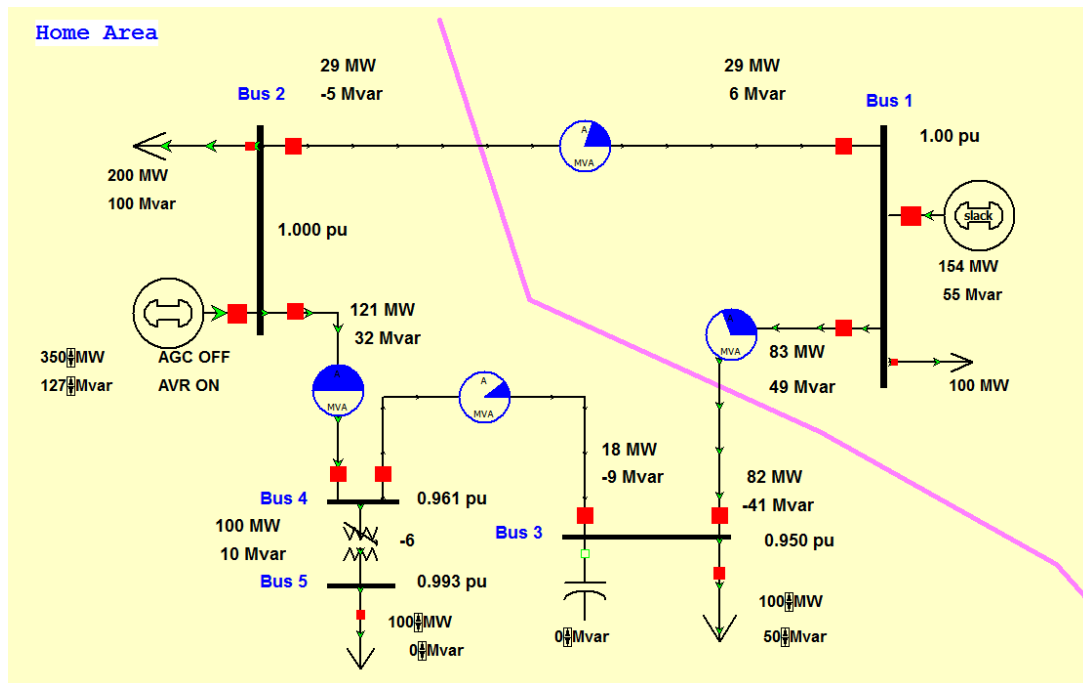 Home Area
29 MW
-5 Mvar
29 MW
6 Mvar
Bus 2
Bus 1
A
MVA
1.00 pu
200 MW
100 Mvar
slack
1.000 pu
154 MW
55 Mvar
121 MW
32 Mvar
A
MVA
83 MW
49 Mvar
350 MW
AGC OFF
127 Mvar
AVR ON
100 MW
A
MVA
A
MVA
18 MW
-9 Mvar
82 MW
-41 Mvar
Bus 4
0.961 pu
100 MW
10 Mvar
-6
Bus 3
0.950 pu
Bus 5
0.993 pu
100 MW
0 Mvar
0 Mvar
100 MW
50 Mvar